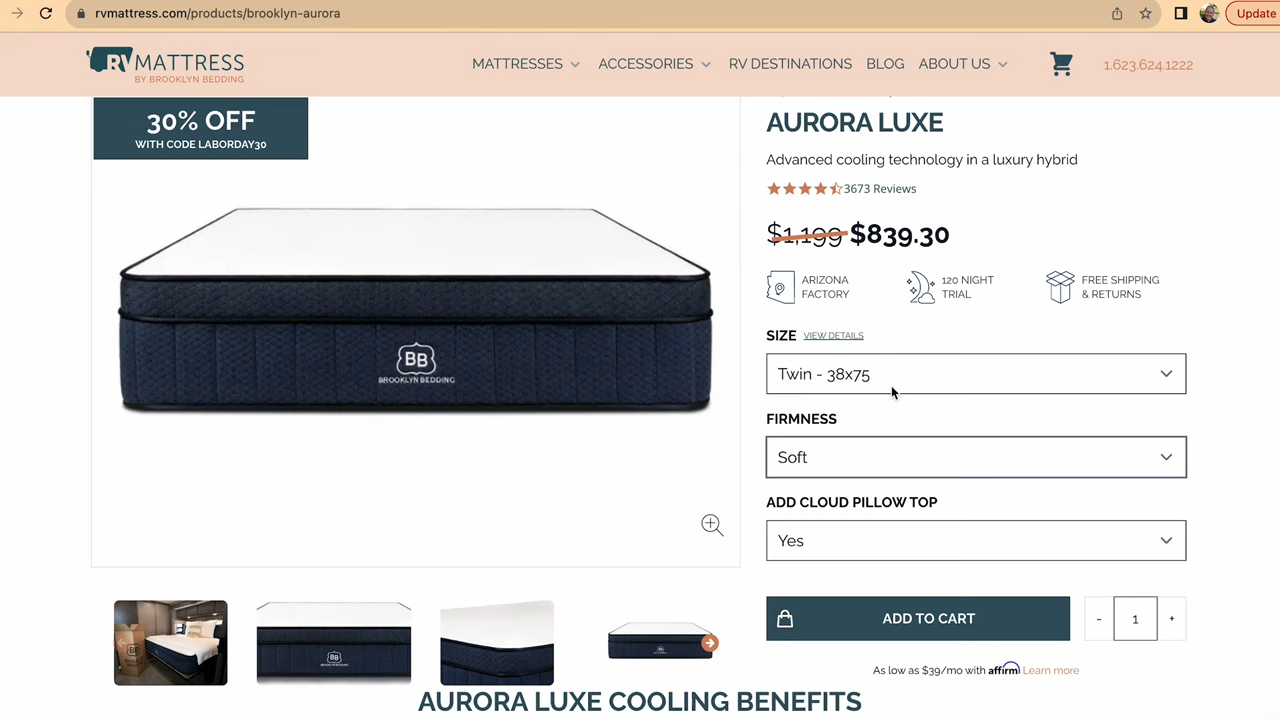 rvmattress.com/products/brooklyn-aurora
Update
RV MATTRESS
BY BROOKLYN BEDDING
MATTRESSES
ACCESSORIES
RV DESTINATIONS
BLOG
ABOUT US
1.623.624.1222
30% OFF
WITH CODE LABORDAY30
BB
BROOKLYN BEDDING
AURORA LUXE
Advanced cooling technology in a luxury hybrid
3673 Reviews
$1,199 $839.30
ARIZONA
FACTORY
120 NIGHT
TRIAL
FREE SHIPPING
& RETURNS
SIZE VIEW DETAILS
Twin - 38x75
FIRMNESS
Soft
ADD CLOUD PILLOW TOP
Yes
ADD TO CART
- 1 +
As low as $39/mo with affirm Learn more
BB
BB
AURORA LUXE COOLING BENEFITS